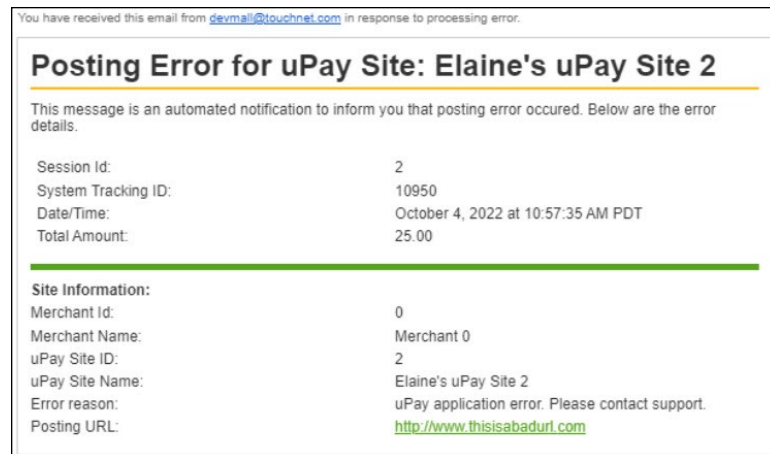 You have received this email from devmall@touchnet.com in response to processing error.
Posting Error for uPay Site: Elaine's uPay Site 2
This message is an automated notification to inform you that posting error occured. Below are the error
details.
Session Id: 2
System Tracking ID: 10950
Date/Time: October 4, 2022 at 10:57:35 AM PDT
Total Amount: 25.00
Site Information:
Merchant Id: 0
Merchant Name: Merchant 0
uPay Site ID: 2
uPay Site Name: Elaine's uPay Site 2
Error reason: uPay application error. Please contact support.
Posting URL: http://www.thisisabadurl.com